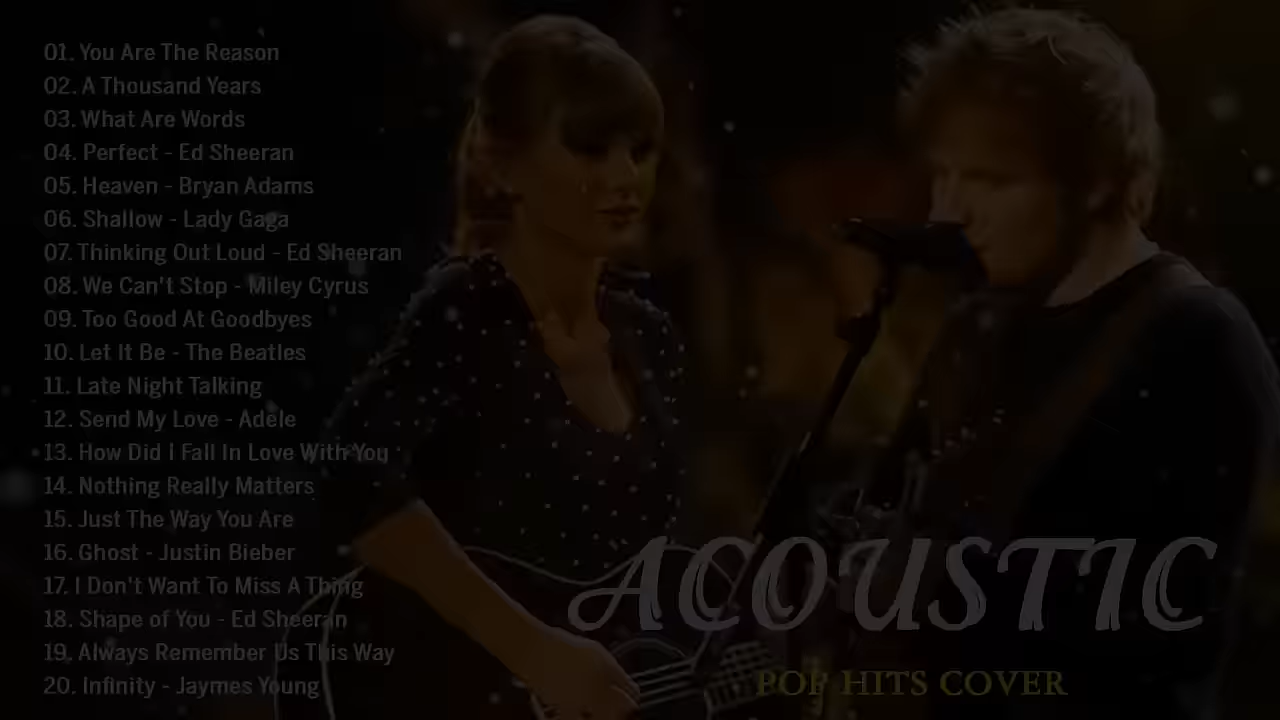 01. You Are The Reason
02. A Thousand Years
03. What Are Words
04. Perfect - Ed Sheeran
05. Heaven - Bryan Adams
06. Shallow - Lady Gaga
07. Thinking Out Loud - Ed Sheeran
08. We Can't Stop - Miley Cyrus
09. Too Good At Goodbyes
10. Let It Be - The Beatles
11. Late Night Talking
12. Send My Love - Adele
13. How Did I Fall In Love With You
14. Nothing Really Matters
15. Just The Way You Are
16. Ghost - Justin Bieber
17. I Don't Want To Miss A Thing
18. Shape of You - Ed Sheeran
19. Always Remember Us This Way
20. Infinity - Jaymes Young
ACOUSTIC
POP HITS COVER